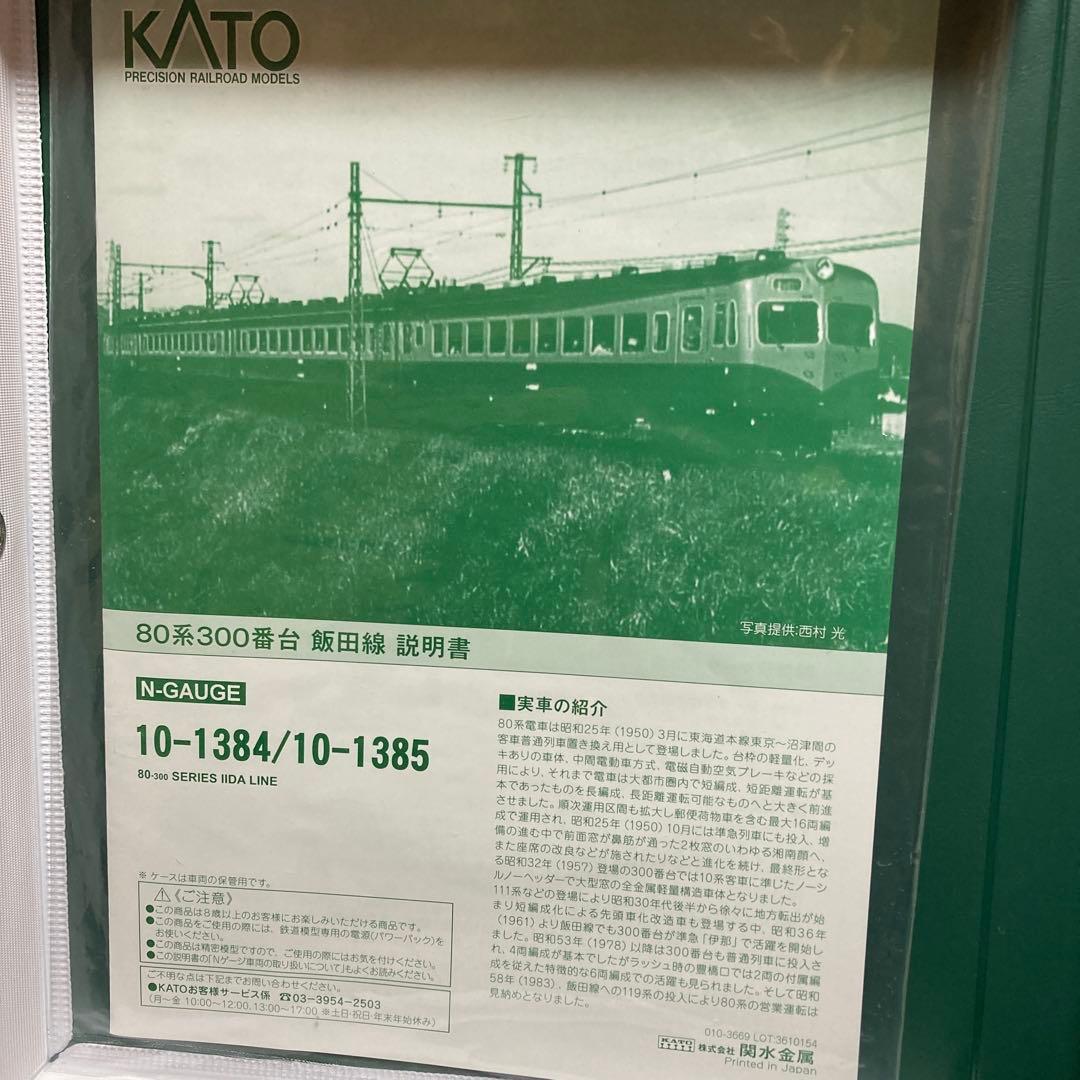 KATO
PRECISION RAILROAD MODELS
写真提供:西村 光
80系300番台 飯田線 説明書
N-GAUGE
10-1384/10-1385
80-300 SERIES IIDA LINE
■実車の紹介
80系電車は昭和25年(1950)3月に東海道本線東京〜沼津間の
客車普通列車置き換え用として登場しました。台枠の軽量化、デッ
キありの車体、中間電動車方式、電磁自動空気ブレーキなどの採
用により、それまで電車は大都市圏内で短編成、短距離運転が基
本であったものを長編成、長距離運転可能なものへと大きく前進
させました。順次運用区間も拡大し郵便荷物車を含む最大16両編
成で運用され、昭和25年(1950)10月には準急列車にも投入、増
備の進む中で前面窓が鼻筋が通った2枚窓のいわゆる湘南顔へ、
また座席の改良などが施されたりなどと進化を続け、最終形とな
る昭和32年(1957)登場の300番台では10系客車に準じたノーシ
ルノーヘッダーで大型窓の全金属軽量構造車体となりました。
111系などの登場により昭和30年代後半から徐々に地方転出が始
まり短編成化による先頭車化改造車も登場する中、昭和36年
(1961)より飯田線でも300番台が準急「伊那」で活躍を開始し
ました。昭和53年(1978)以降は300番台も普通列車に投入さ
れ、4両編成が基本でしたがラッシュ時の豊橋口では2両の付属編
成を従えた特徴的な6両編成での活躍も見られました。そして昭和
58年(1983)、飯田線への119系の投入により80系の営業運転は
見納めとなりました。
※ ケースは車両の保管用です。
⚠《ご注意》
●この商品は8歳以上のお客様にお楽しみいただける商品です。
●この商品をご使用の際には、鉄道模型専用の電源(パワーパック)を
お使いください。
●この商品は精密模型ですので、ご使用の際にはお気を付けください。
●この説明書の「Nゲージ車両の取り扱いについて」もよくお読みください。
ご不明な点は下記までお問い合わせください。
●KATOお客様サービス係 ☎03-3954-2503
(月〜金 10:00〜12:00、13:00〜17:00 ※土日・祝日・年末年始休み)
010-3669 LOT:3610154
KATO 株式会社 関水金属
Printed in Japan